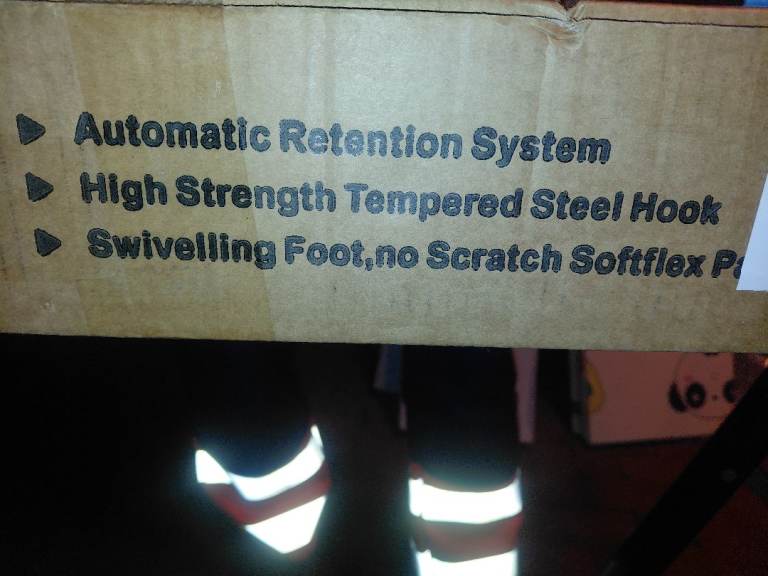 Automatic Retention System
High Strength Tempered Steel Hook
Swivelling Foot,no Scratch Softflex